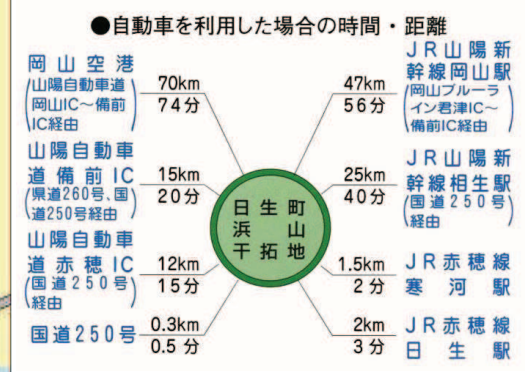 ●自動車を利用した場合の時間・距離
岡山空港
(山陽自動車道
岡山IC～備前
IC経由)
70km
74分
山陽自動車
道備前IC
(県道260号、国
道250号経由)
15km
20分
山陽自動車
道赤穂IC
(国道250号
経由)
12km
15分
国道250号
0.3km
0.5分
日生町
浜山
干拓地
47km
56分
JR山陽新
幹線岡山駅
(岡山ブルーラ
イン君津IC～
備前IC経由)
25km
40分
JR山陽新
幹線相生駅
(国道250号
経由)
1.5km
2分
JR赤穂線
寒河駅
2km
3分
JR赤穂線
日生駅